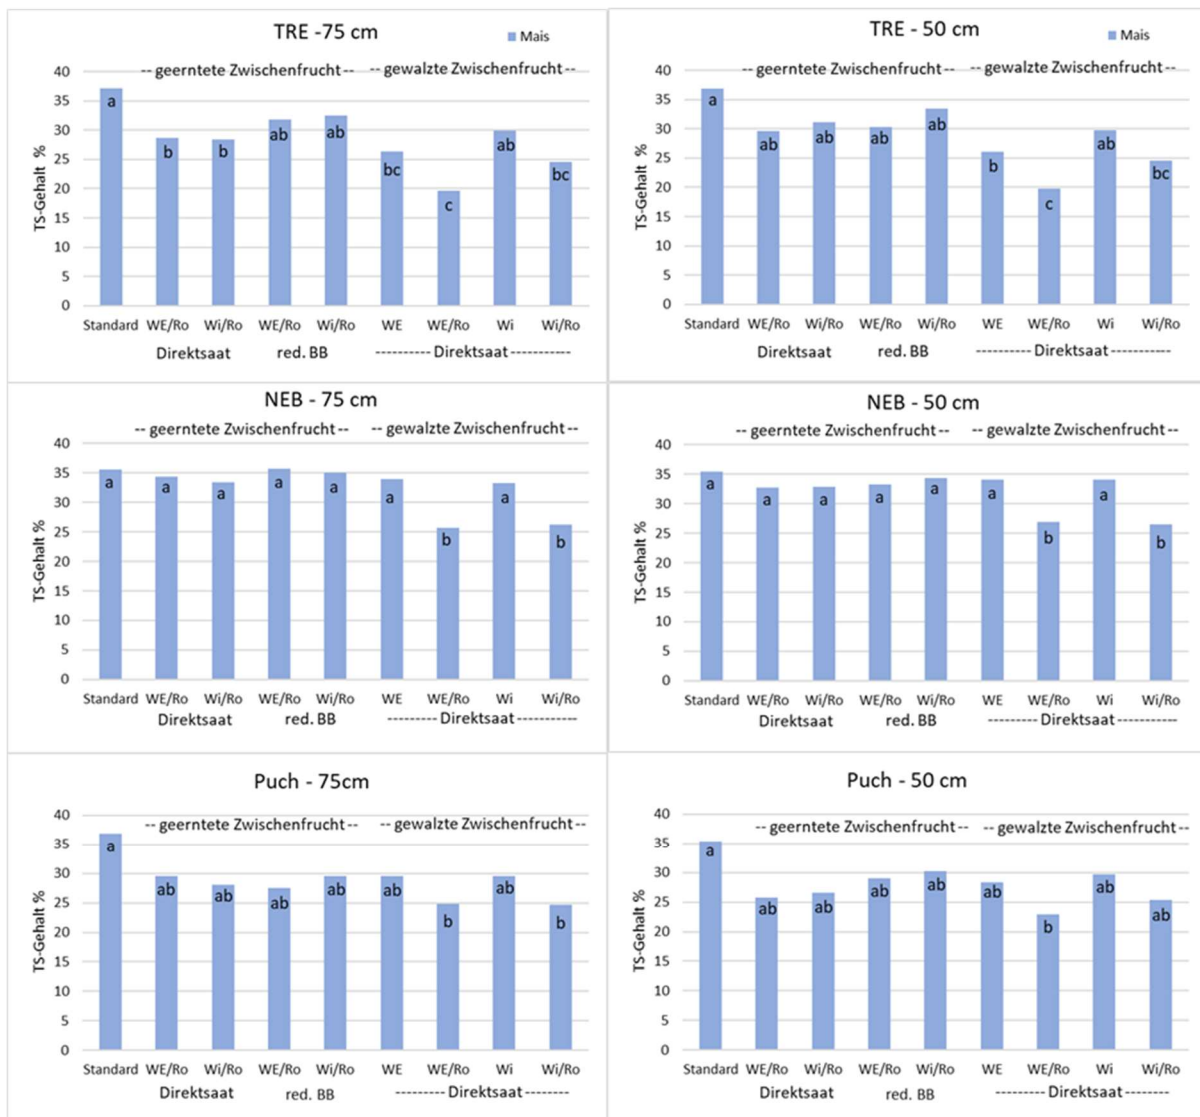 TRE -75 cm
Mais
-- geerntete Zwischenfrucht-- -- gewalzte Zwischenfrucht --
TS-Gehalt %
40
35
30
25
20
15
10
5
0
a b b ab ab bc c ab bc
Standard WE/Ro Wi/Ro WE/Ro Wi/Ro WE WE/Ro Wi Wi/Ro
Direktsaat red. BB ---------- Direktsaat -----------
TRE - 50 cm
Mais
-- geerntete Zwischenfrucht-- -- gewalzte Zwischenfrucht --
TS-Gehalt %
40
35
30
25
20
15
10
5
0
a ab ab ab ab b c ab bc
Standard WE/Ro Wi/Ro WE/Ro Wi/Ro WE WE/Ro Wi Wi/Ro
Direktsaat red. BB ---------- Direktsaat -----------
NEB - 75 cm
-- geerntete Zwischenfrucht-- -- gewalzte Zwischenfrucht --
TS-Gehalt %
40
35
30
25
20
15
10
5
0
a a a a a a b a b
Standard WE/Ro Wi/Ro WE/Ro Wi/Ro WE WE/Ro Wi Wi/Ro
Direktsaat red. BB --------- Direktsaat -----------
NEB - 50 cm
-- geerntete Zwischenfrucht-- -- gewalzte Zwischenfrucht --
TS-Gehalt %
40
35
30
25
20
15
10
5
0
a a a a a a b a b
Standard WE/Ro Wi/Ro WE/Ro Wi/Ro WE WE/Ro Wi Wi/Ro
Direktsaat red. BB --------- Direktsaat -----------
Puch - 75cm
-- geerntete Zwischenfrucht -- -- gewalzte Zwischenfrucht --
TS-Gehalt %
40
35
30
25
20
15
10
5
0
a ab ab ab ab ab b ab b
Standard WE/Ro Wi/Ro WE/Ro Wi/Ro WE WE/Ro Wi Wi/Ro
Direktsaat red. BB -------- Direktsaat ---------
Puch - 50 cm
-- geerntete Zwischenfrucht -- -- gewalzte Zwischenfrucht --
TS-Gehalt %
40
35
30
25
20
15
10
5
0
a ab ab ab ab ab b ab ab
Standard WE/Ro Wi/Ro WE/Ro Wi/Ro WE WE/Ro Wi Wi/Ro
Direktsaat red. BB -------- Direktsaat ---------